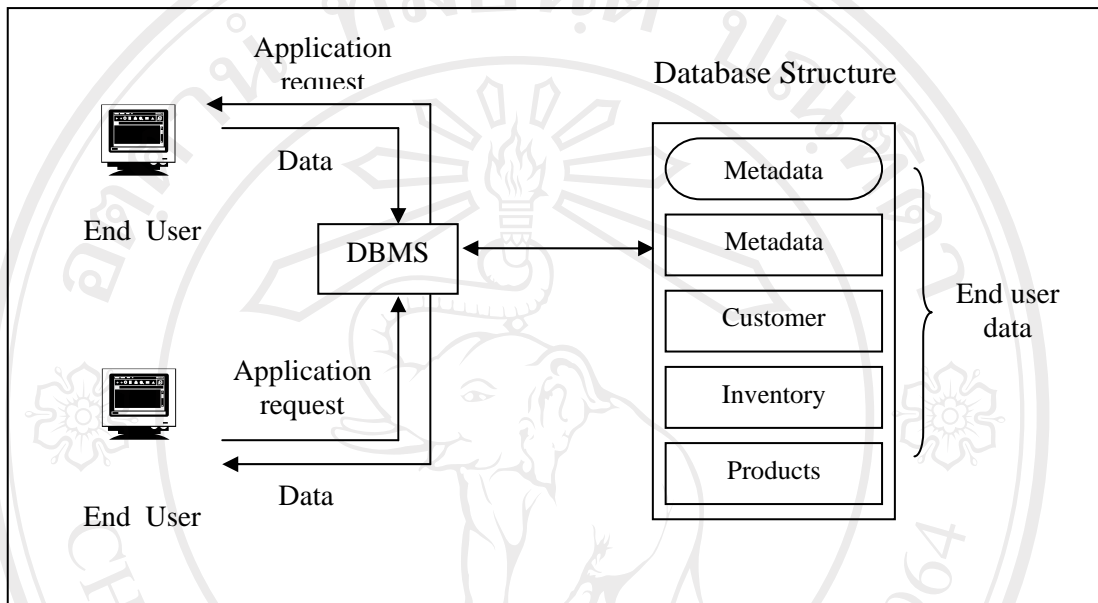 Application
request
Data
End User
DBMS
Application
request
Data
End User
Database Structure
Metadata
Metadata
Customer
Inventory
Products
End user
data